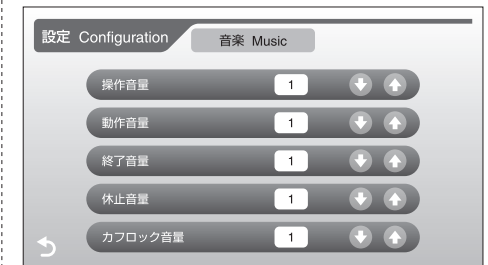 設定 Configuration
音楽 Music
操作音量 1
動作音量 1
終了音量 1
休止音量 1
カフロック音量 1